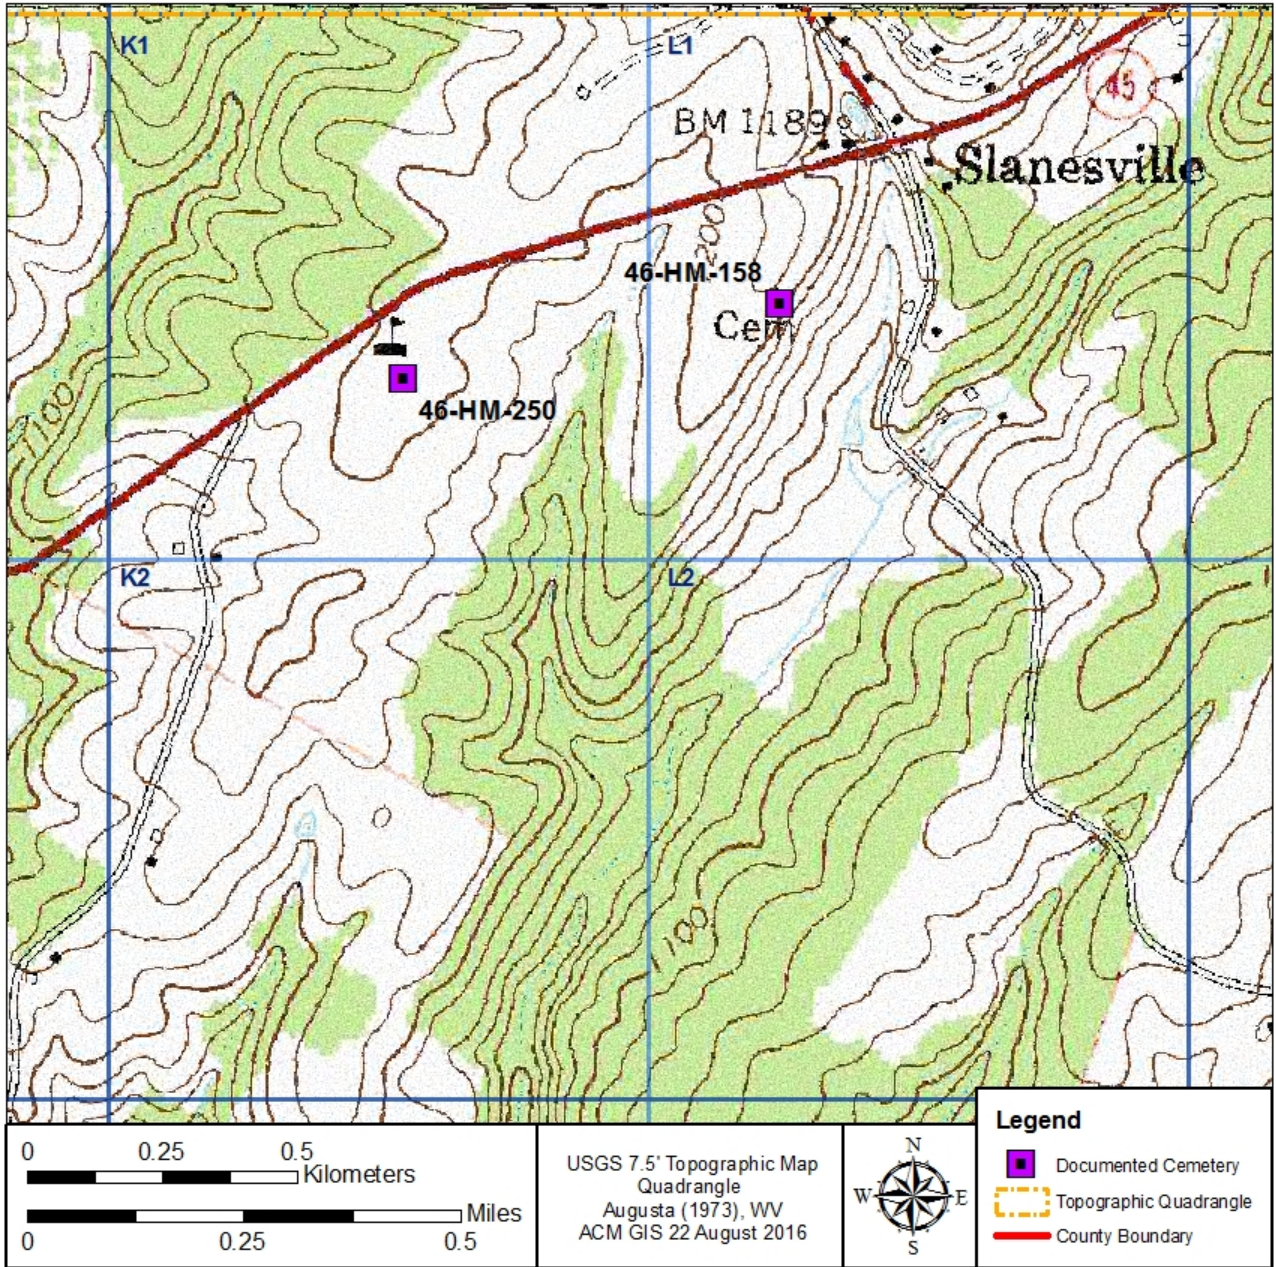 K1
L1
45
BM 1189
Slanesville
46-HM-158
Cem
46-HM-250
1100
K2
L2
1100
Legend
Documented Cemetery
Topographic Quadrangle
County Boundary
0 0.25 0.5
Kilometers
Miles
0 0.25 0.5
USGS 7.5' Topographic Map
Quadrangle
Augusta (1973), WV
ACM GIS 22 August 2016
N
W E
S